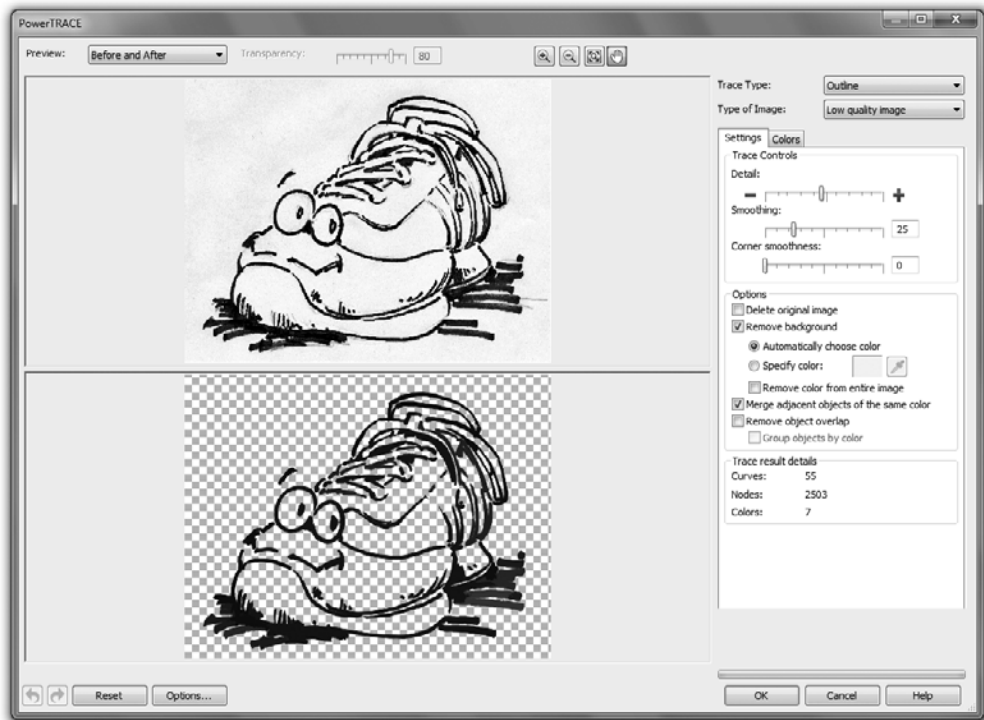 PowerTRACE
Preview: Before and After Transparency: 80
Trace Type: Outline
Type of Image: Low quality image
Settings Colors
Trace Controls
Detail:
Smoothing:
25
Corner smoothness:
0
Options
Delete original image
Remove background
Automatically choose color
Specify color:
Remove color from entire image
Merge adjacent objects of the same color
Remove object overlap
Group objects by color
Trace result details
Curves: 55
Nodes: 2503
Colors: 7
Reset Options... OK Cancel Help